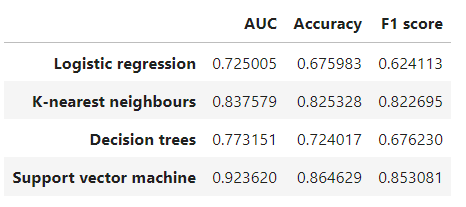 AUC Accuracy F1 score
Logistic regression 0.725005 0.675983 0.624113
K-nearest neighbours 0.837579 0.825328 0.822695
Decision trees 0.773151 0.724017 0.676230
Support vector machine 0.923620 0.864629 0.853081